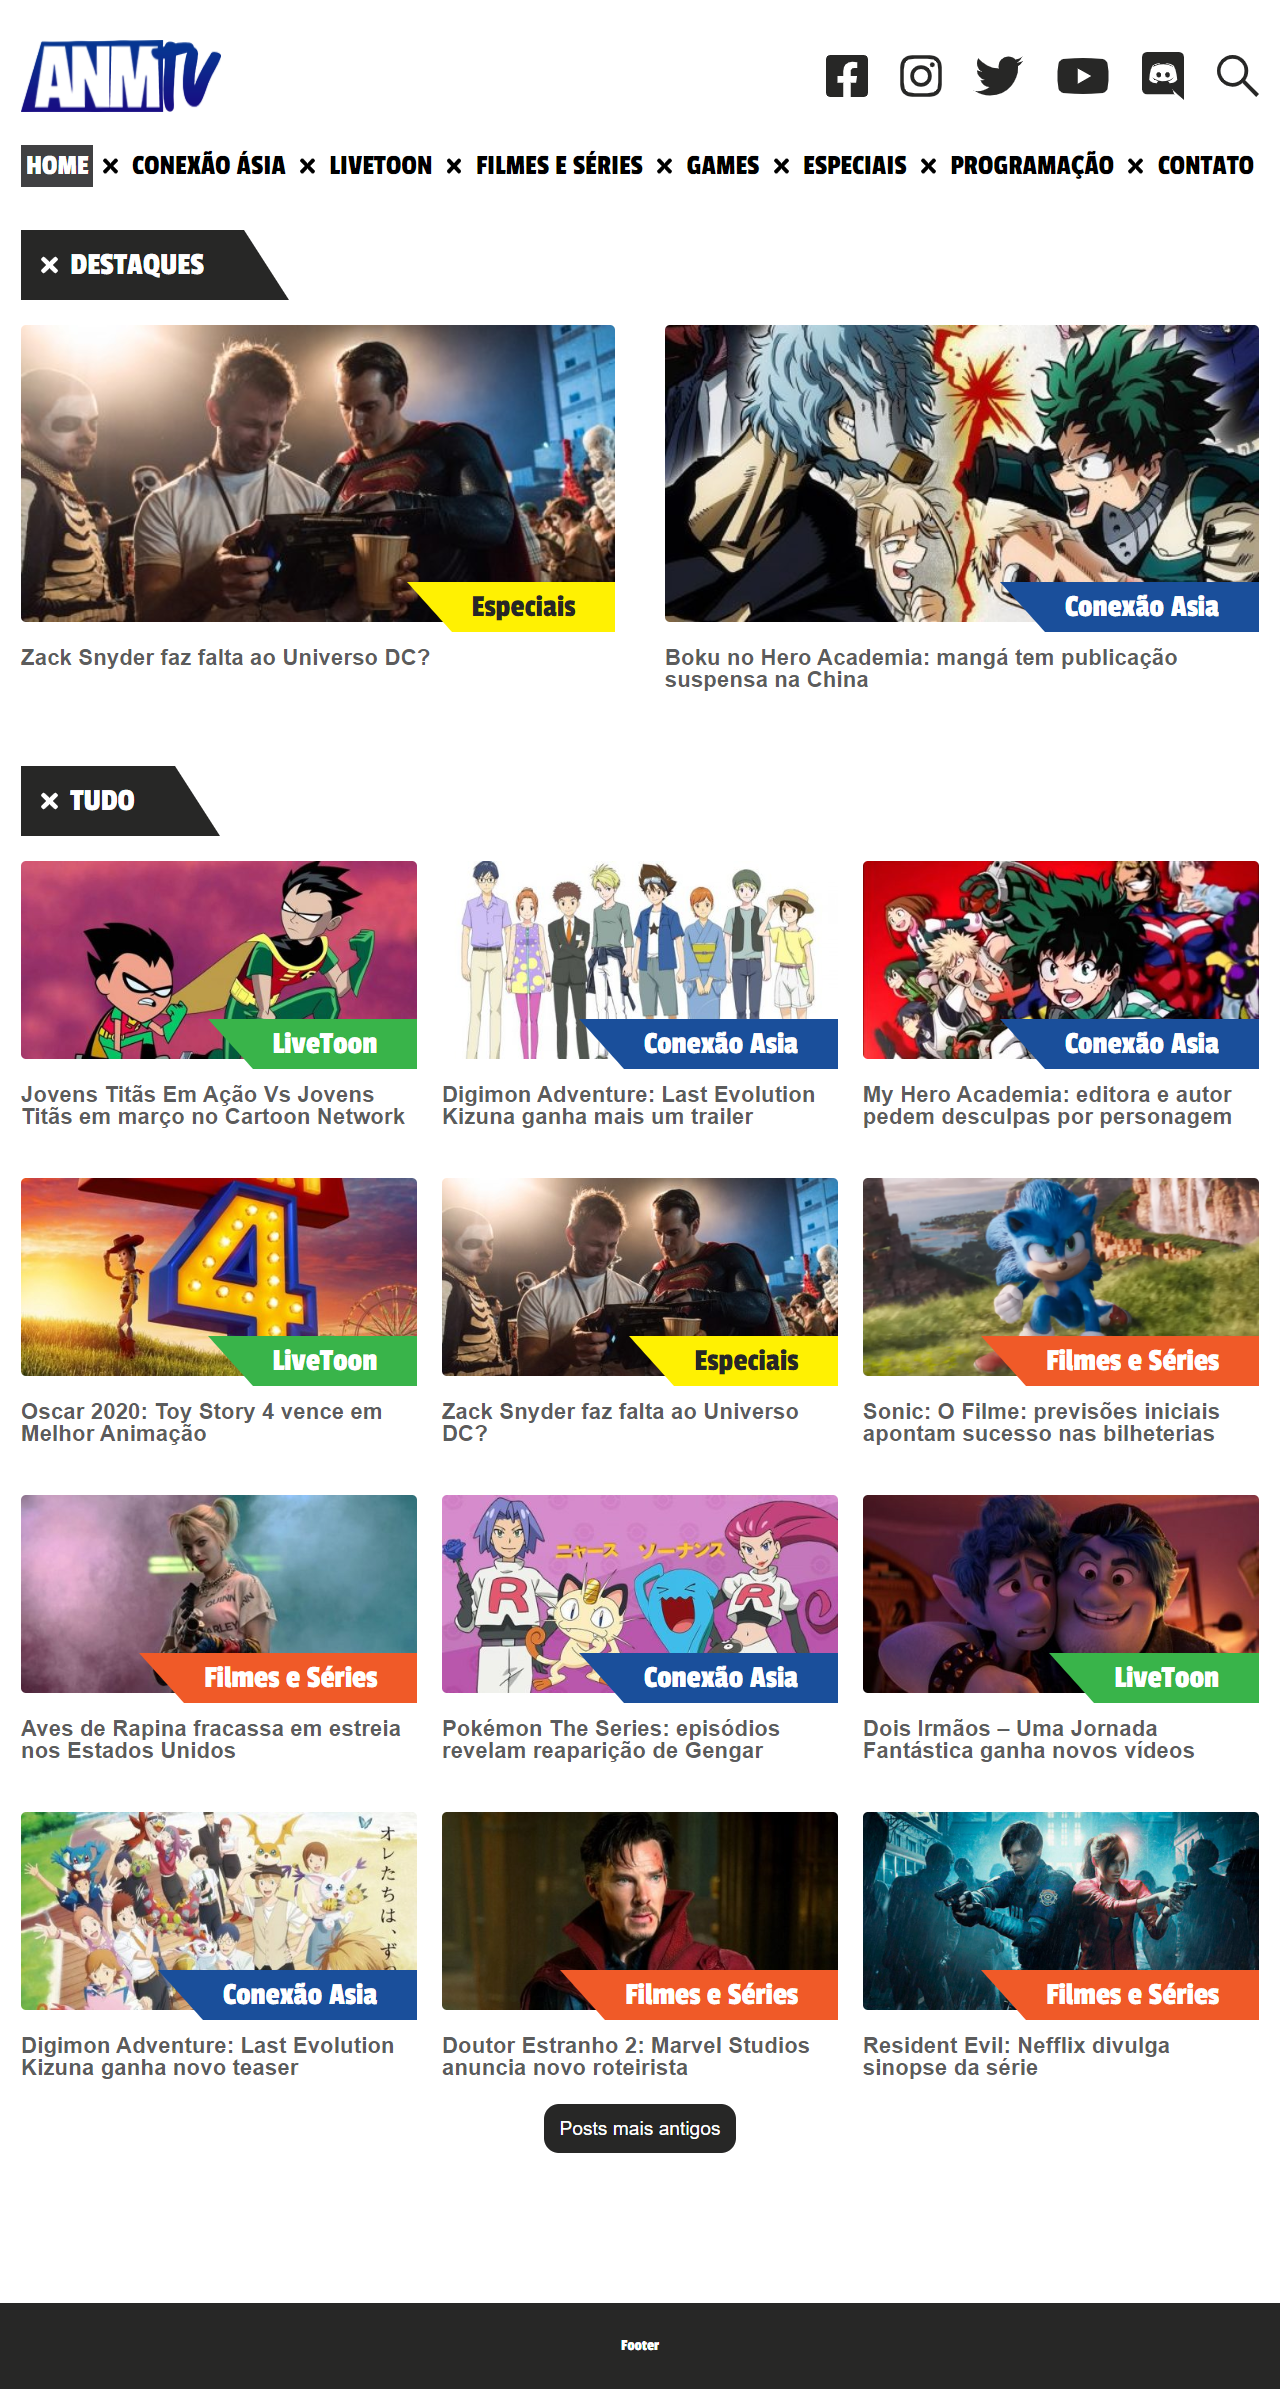 ANMTV
HOME × CONEXÃO ÁSIA × LIVETOON × FILMES E SÉRIES × GAMES × ESPECIAIS × PROGRAMAÇÃO × CONTATO
× DESTAQUES
Especiais
Zack Snyder faz falta ao Universo DC?
Conexão Asia
Boku no Hero Academia: mangá tem publicação
suspensa na China
× TUDO
LiveToon
Jovens Titãs Em Ação Vs Jovens
Titãs em março no Cartoon Network
Conexão Asia
Digimon Adventure: Last Evolution
Kizuna ganha mais um trailer
Conexão Asia
My Hero Academia: editora e autor
pedem desculpas por personagem
4
LiveToon
Oscar 2020: Toy Story 4 vence em
Melhor Animação
Especiais
Zack Snyder faz falta ao Universo
DC?
Filmes e Séries
Sonic: O Filme: previsões iniciais
apontam sucesso nas bilheterias
Filmes e Séries
Aves de Rapina fracassa em estreia
nos Estados Unidos
ニャース ソーナンス
R
R
Conexão Asia
Pokémon The Series: episódios
revelam reaparição de Gengar
LiveToon
Dois Irmãos – Uma Jornada
Fantástica ganha novos vídeos
オレたちは、ずっ
Conexão Asia
Digimon Adventure: Last Evolution
Kizuna ganha novo teaser
Filmes e Séries
Doutor Estranho 2: Marvel Studios
anuncia novo roteirista
Filmes e Séries
Resident Evil: Nefflix divulga
sinopse da série
Posts mais antigos
Footer